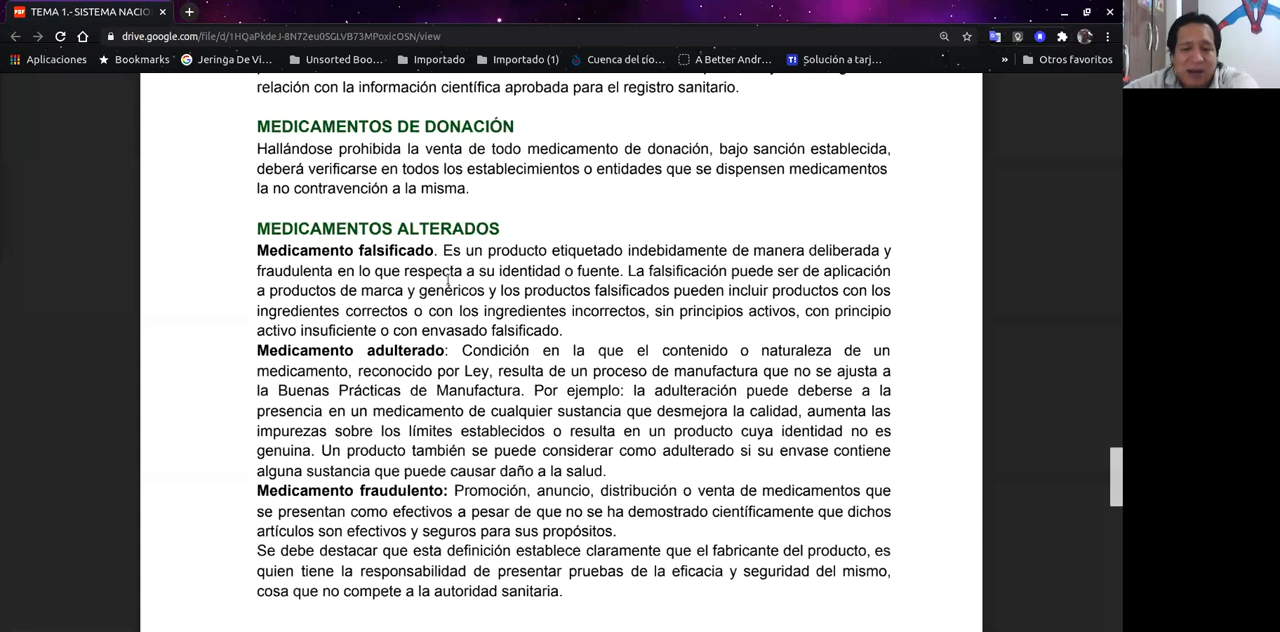 TEMA 1.- SISTEMA NACIO
drive.google.com/file/d/1HQaPkdeJ-8N72eu0SGLVB73MPoxicOSN/view
Aplicaciones Bookmarks Jeringa De Vi... Unsorted Boo... Importado Importado (1) Cuenca del río... A Better Andr... Solución a tarj... » Otros favoritos
relación con la información científica aprobada para el registro sanitario.
MEDICAMENTOS DE DONACIÓN
Hallándose prohibida la venta de todo medicamento de donación, bajo sanción establecida,
deberá verificarse en todos los establecimientos o entidades que se dispensen medicamentos
la no contravención a la misma.
MEDICAMENTOS ALTERADOS
Medicamento falsificado. Es un producto etiquetado indebidamente de manera deliberada y
fraudulenta en lo que respecta a su identidad o fuente. La falsificación puede ser de aplicación
a productos de marca y genéricos y los productos falsificados pueden incluir productos con los
ingredientes correctos o con los ingredientes incorrectos, sin principios activos, con principio
activo insuficiente o con envasado falsificado.
Medicamento adulterado: Condición en la que el contenido o naturaleza de un
medicamento, reconocido por Ley, resulta de un proceso de manufactura que no se ajusta a
la Buenas Prácticas de Manufactura. Por ejemplo: la adulteración puede deberse a la
presencia en un medicamento de cualquier sustancia que desmejora la calidad, aumenta las
impurezas sobre los límites establecidos o resulta en un producto cuya identidad no es
genuina. Un producto también se puede considerar como adulterado si su envase contiene
alguna sustancia que puede causar daño a la salud.
Medicamento fraudulento: Promoción, anuncio, distribución o venta de medicamentos que
se presentan como efectivos a pesar de que no se ha demostrado científicamente que dichos
artículos son efectivos y seguros para sus propósitos.
Se debe destacar que esta definición establece claramente que el fabricante del producto, es
quien tiene la responsabilidad de presentar pruebas de la eficacia y seguridad del mismo,
cosa que no compete a la autoridad sanitaria.